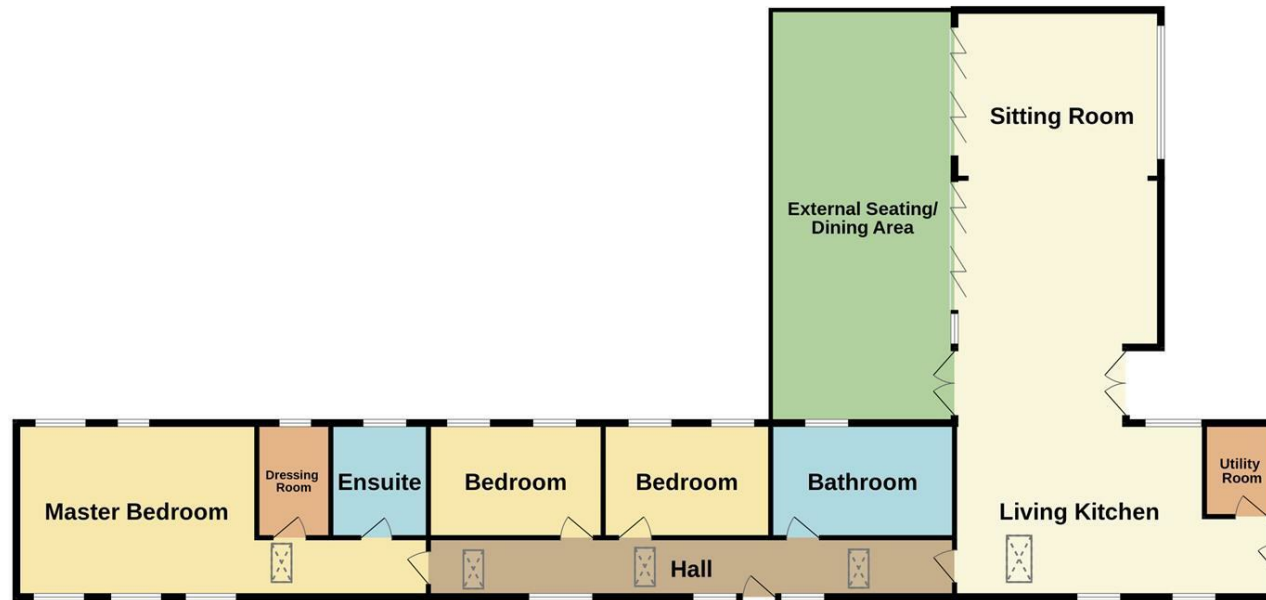 Sitting Room
External Seating/
Dining Area
Master Bedroom
Dressing
Room
Ensuite
Bedroom
Bedroom
Bathroom
Living Kitchen
Utility
Room
Hall